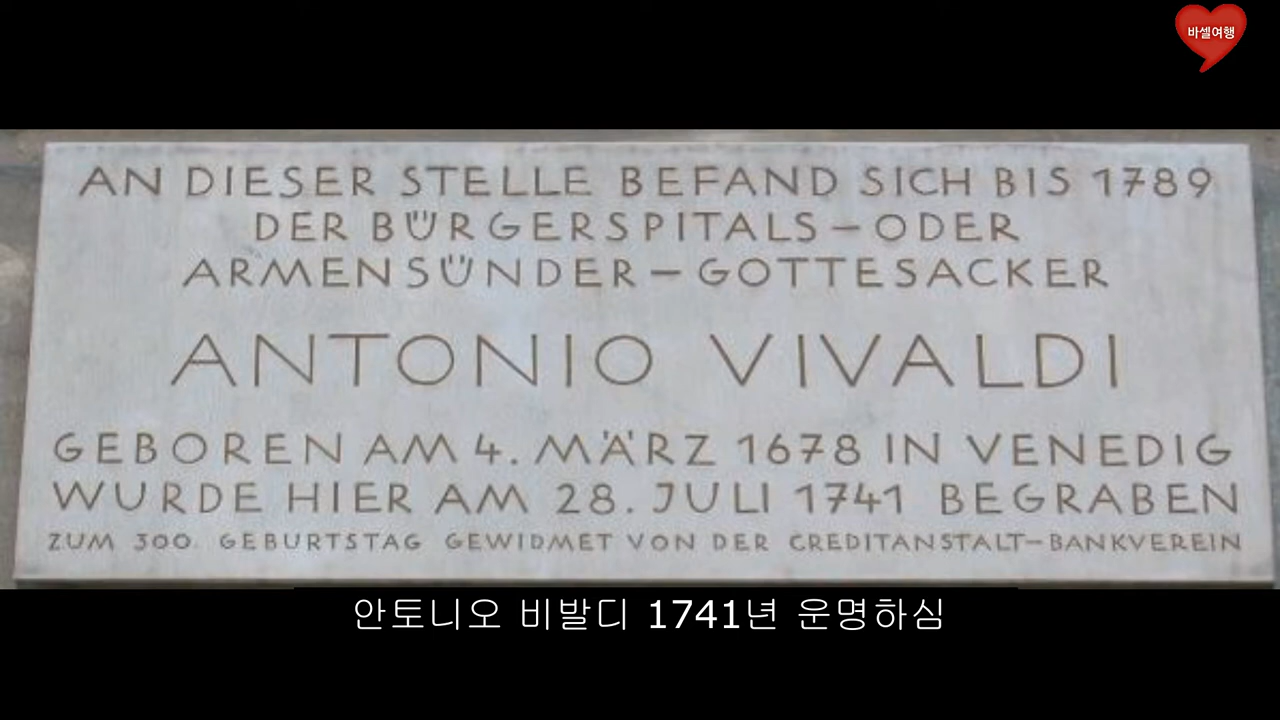 바셀여행
AN DIESER STELLE BEFAND SICH BIS 1789
DER BÜRGERSPITALS-ODER
ARMENSÜNDER-GOTTESACKER
ANTONIO VIVALDI
GEBOREN AM 4. MÄRZ 1678 IN VENEDIG
WURDE HIER AM 28. JULI 1741 BEGRABEN
ZUM 300. GEBURTSTAG GEWIDMET VON DER CREDITANSTALT-BANKVEREIN
안토니오 비발디 1741년 운명하심